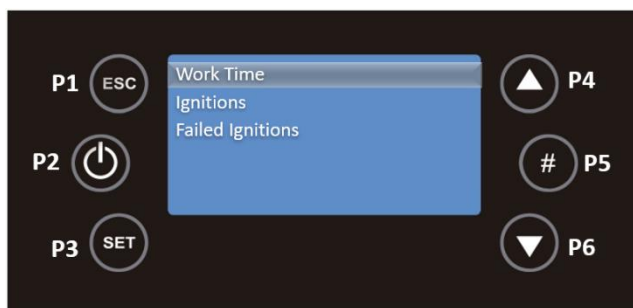 P1 ESC
Work Time
P4
Ignitions
Failed Ignitions
P2
# P5
P3 SET
P6